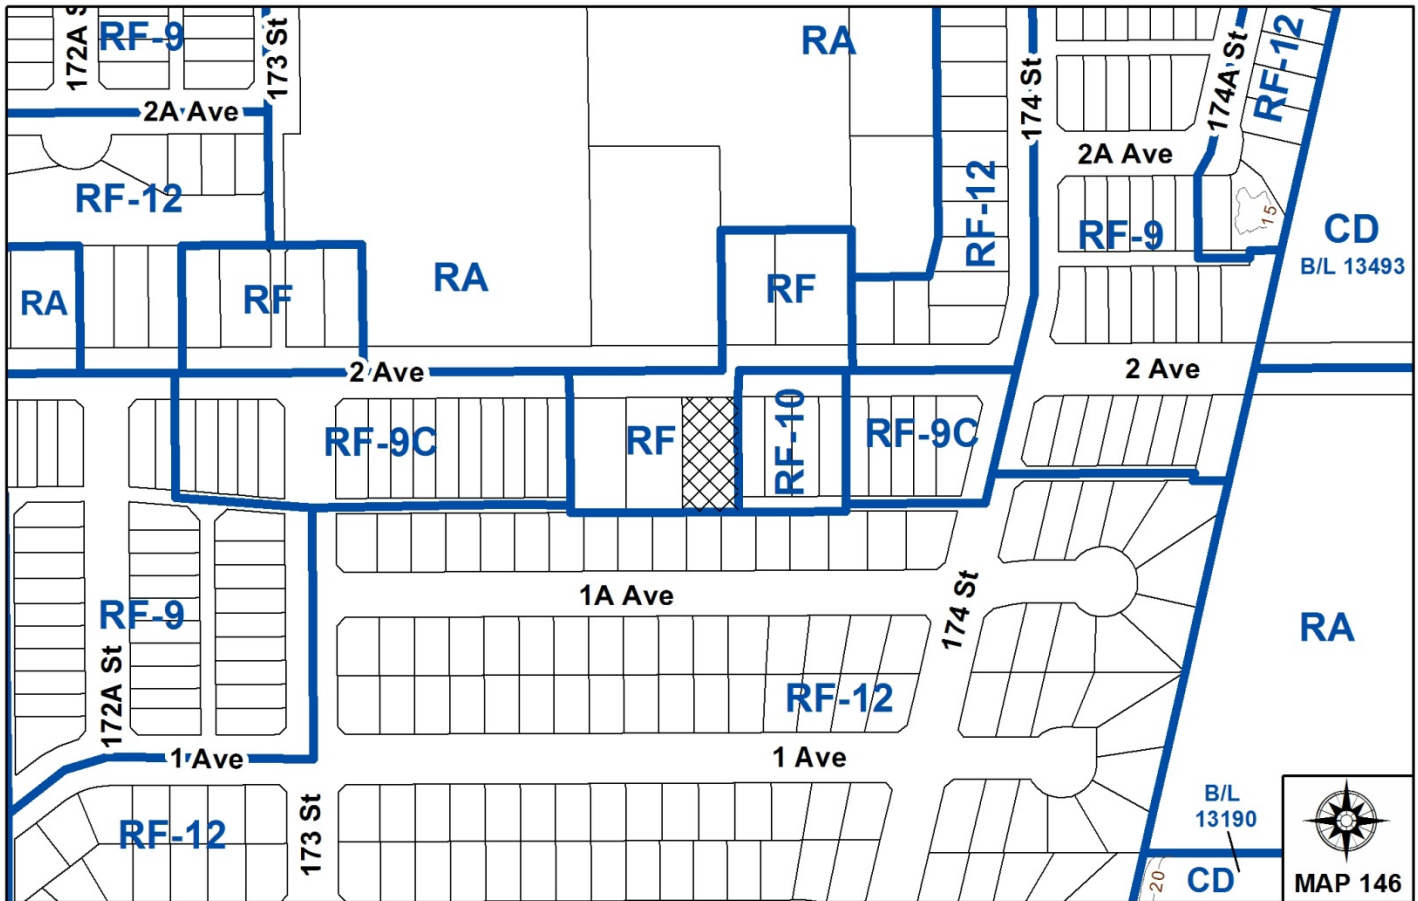 172A S
RF-9
173 St
RA
174 St
174A St
RF-12
2A Ave
2A Ave
RF-12
RF-12
15
RF-9
CD
B/L 13493
RA
RF
RA
RF
2 Ave
2 Ave
RF-9C
RF
RF-10
RF-9C
1A Ave
174 St
RF-9
172A St
RA
RF-12
1 Ave
1 Ave
173 St
RF-12
B/L
13190
20
CD
MAP 146